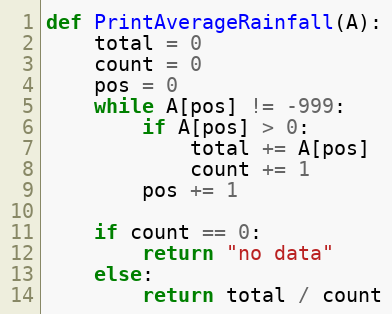 1 def PrintAverageRainfall(A):
2     total = 0
3     count = 0
4     pos = 0
5     while A[pos] != -999:
6         if A[pos] > 0:
7             total += A[pos]
8             count += 1
9         pos += 1
10
11     if count == 0:
12         return "no data"
13     else:
14         return total / count